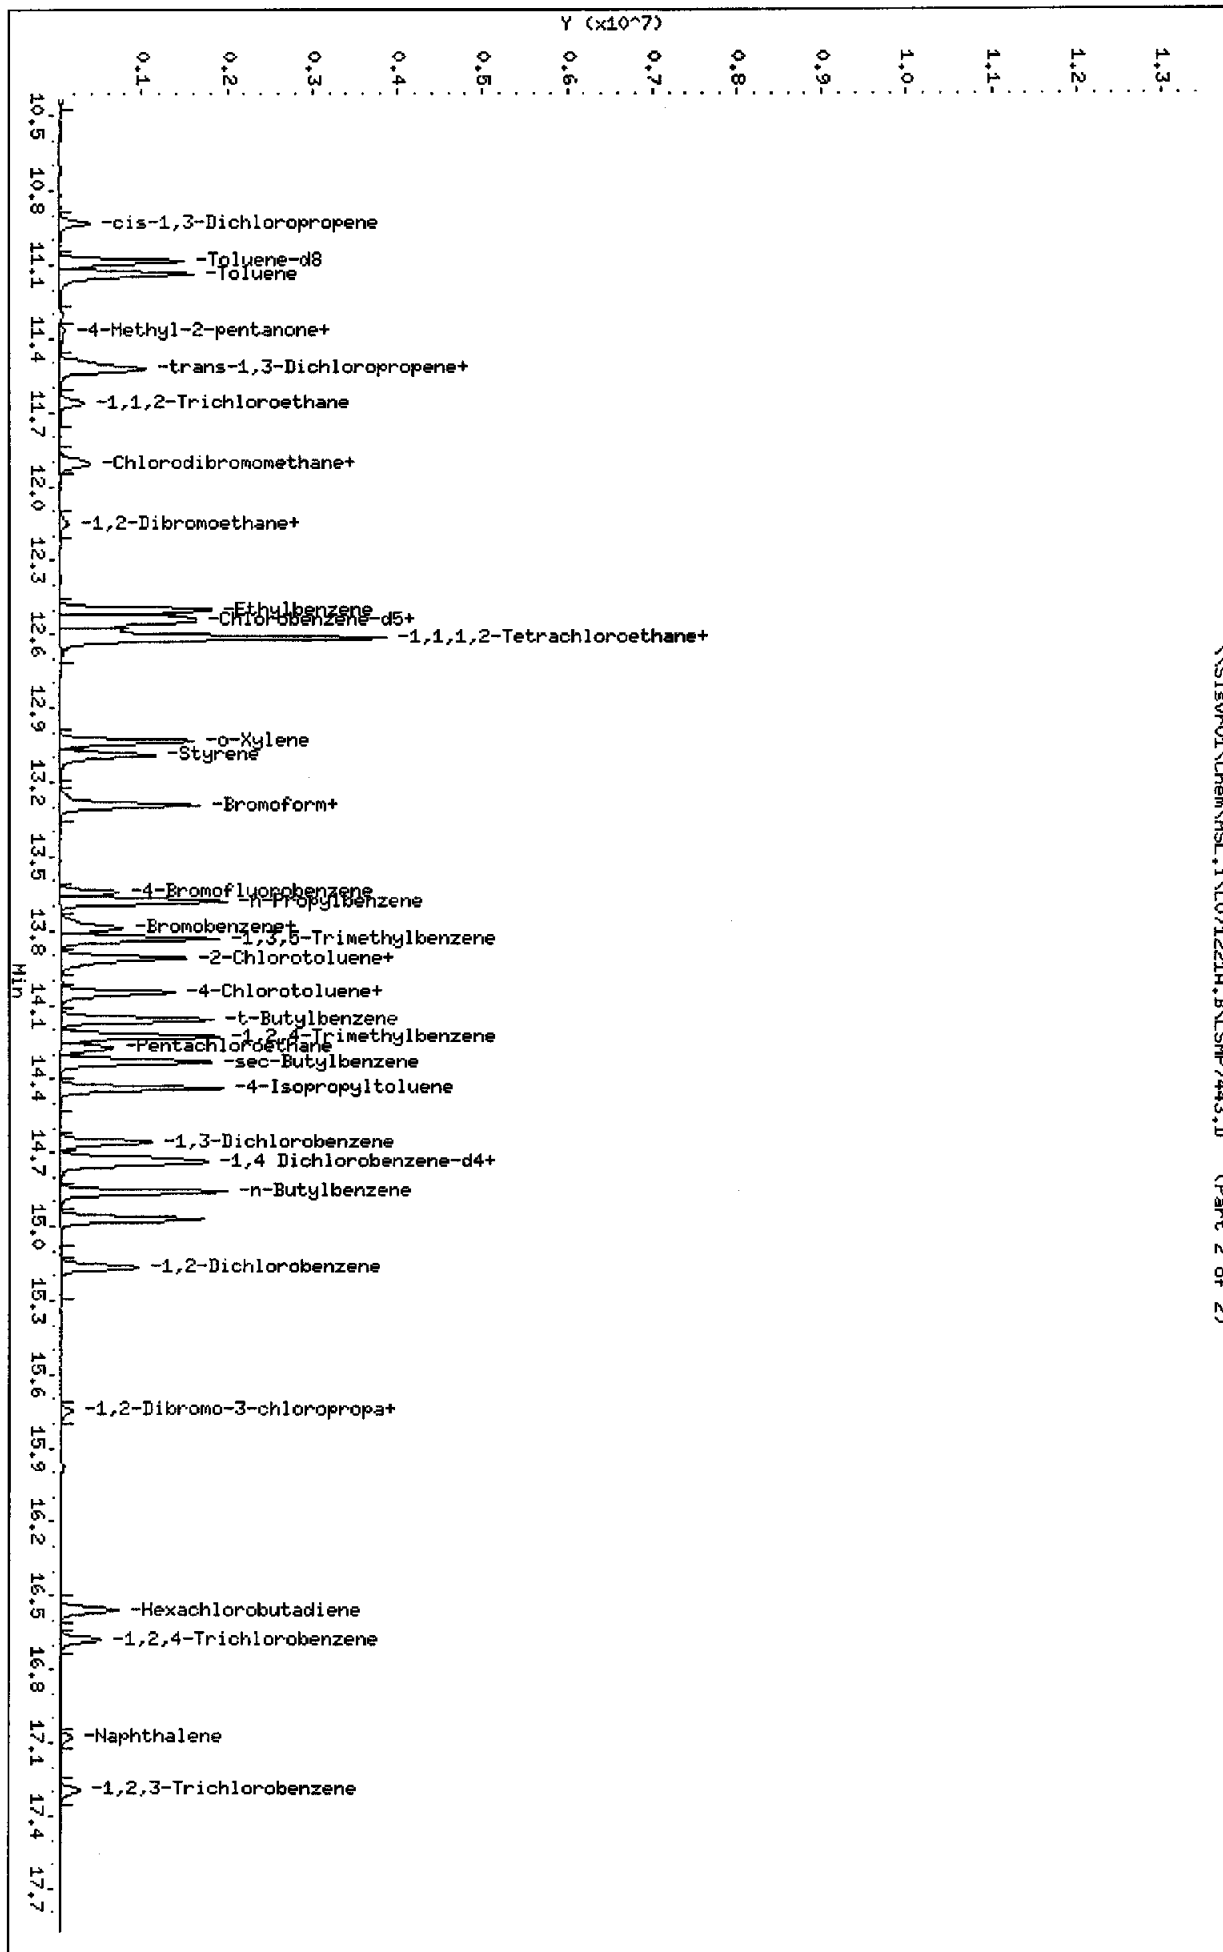 Y (x10^7)
0.1
0.2
0.3
0.4
0.5
0.6
0.7
0.8
0.9
1.0
1.1
1.2
1.3
10.5
10.8
11.1
11.4
11.7
12.0
12.3
12.6
12.9
13.2
13.5
13.8
14.1
14.4
14.7
15.0
15.3
15.6
15.9
16.2
16.5
16.8
17.1
17.4
17.7
Min
-cis-1,3-Dichloropropene
-Toluene-d8
-Toluene
-4-Methyl-2-pentanone+
-trans-1,3-Dichloropropene+
-1,1,2-Trichloroethane
-Chlorodibromomethane+
-1,2-Dibromoethane+
-Ethylbenzene
-Chlorobenzene-d5+
-1,1,1,2-Tetrachloroethane+
-o-Xylene
-Styrene
-Bromoform+
-4-Bromofluorobenzene
-n-Propylbenzene
-Bromobenzene+
-1,3,5-Trimethylbenzene
-2-Chlorotoluene+
-4-Chlorotoluene+
-t-Butylbenzene
-1,2,4-Trimethylbenzene
-Pentachloroethane
-sec-Butylbenzene
-4-Isopropyltoluene
-1,3-Dichlorobenzene
-1,4 Dichlorobenzene-d4+
-n-Butylbenzene
-1,2-Dichlorobenzene
-1,2-Dibromo-3-chloropropa+
-Hexachlorobutadiene
-1,2,4-Trichlorobenzene
-Naphthalene
-1,2,3-Trichlorobenzene
(Part 2 of 2)